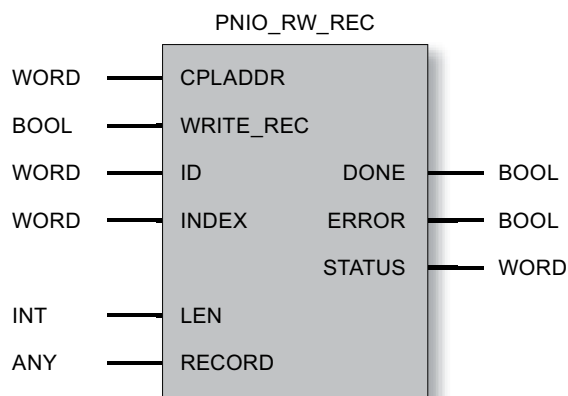 PNIO_RW_REC
WORD CPLADDR
BOOL WRITE_REC
WORD ID DONE BOOL
WORD INDEX ERROR BOOL
STATUS WORD
INT LEN
ANY RECORD